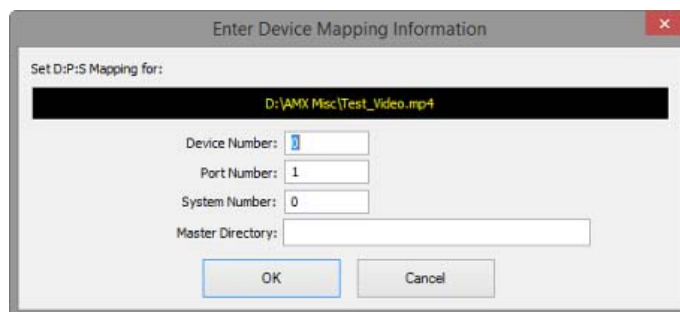 Enter Device Mapping Information
Set D:P:S Mapping for:
D:\AMX Misc\Test_Video.mp4
Device Number: 0
Port Number: 1
System Number: 0
Master Directory:
OK Cancel